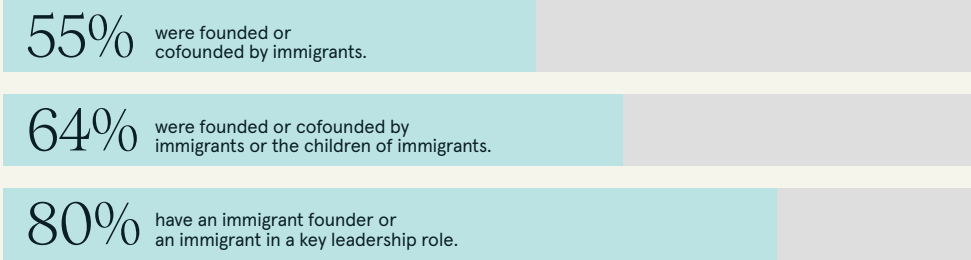 55% were founded or
cofounded by immigrants.
64% were founded or cofounded by
immigrants or the children of immigrants.
80% have an immigrant founder or
an immigrant in a key leadership role.